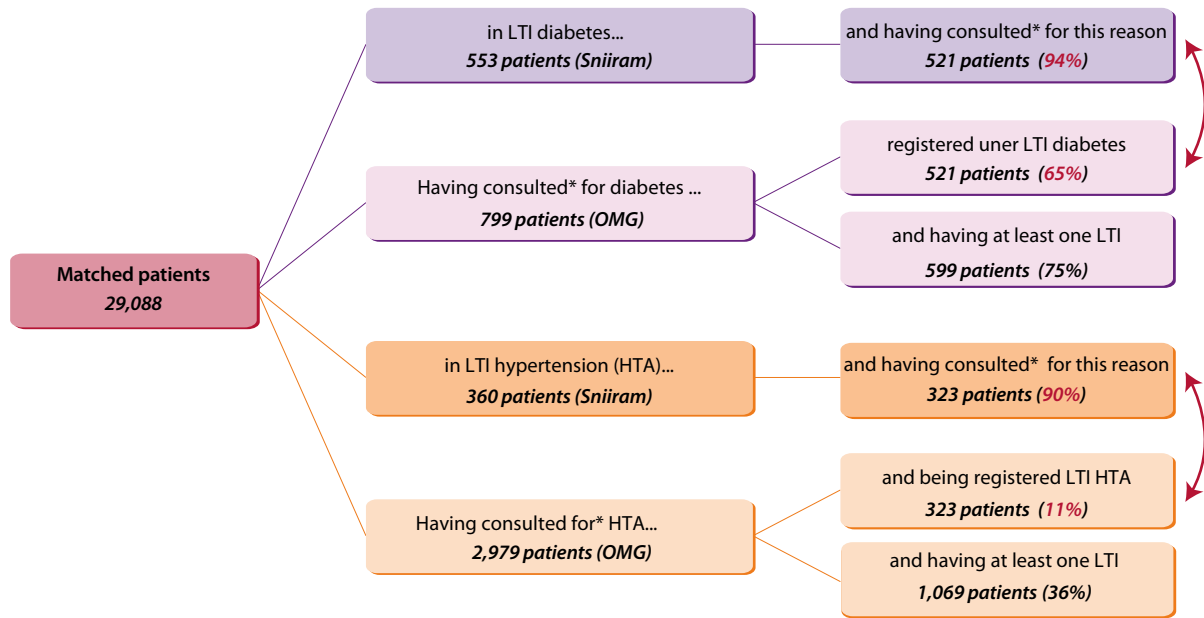 in LTI diabetes...
553 patients (Sniiram)
and having consulted* for this reason
521 patients (94%)
Having consulted* for diabetes ...
799 patients (OMG)
registered uner LTI diabetes
521 patients (65%)
and having at least one LTI
599 patients (75%)
Matched patients
29,088
in LTI hypertension (HTA)...
360 patients (Sniiram)
and having consulted* for this reason
323 patients (90%)
Having consulted for* HTA...
2,979 patients (OMG)
and being registered LTI HTA
323 patients (11%)
and having at least one LTI
1,069 patients (36%)